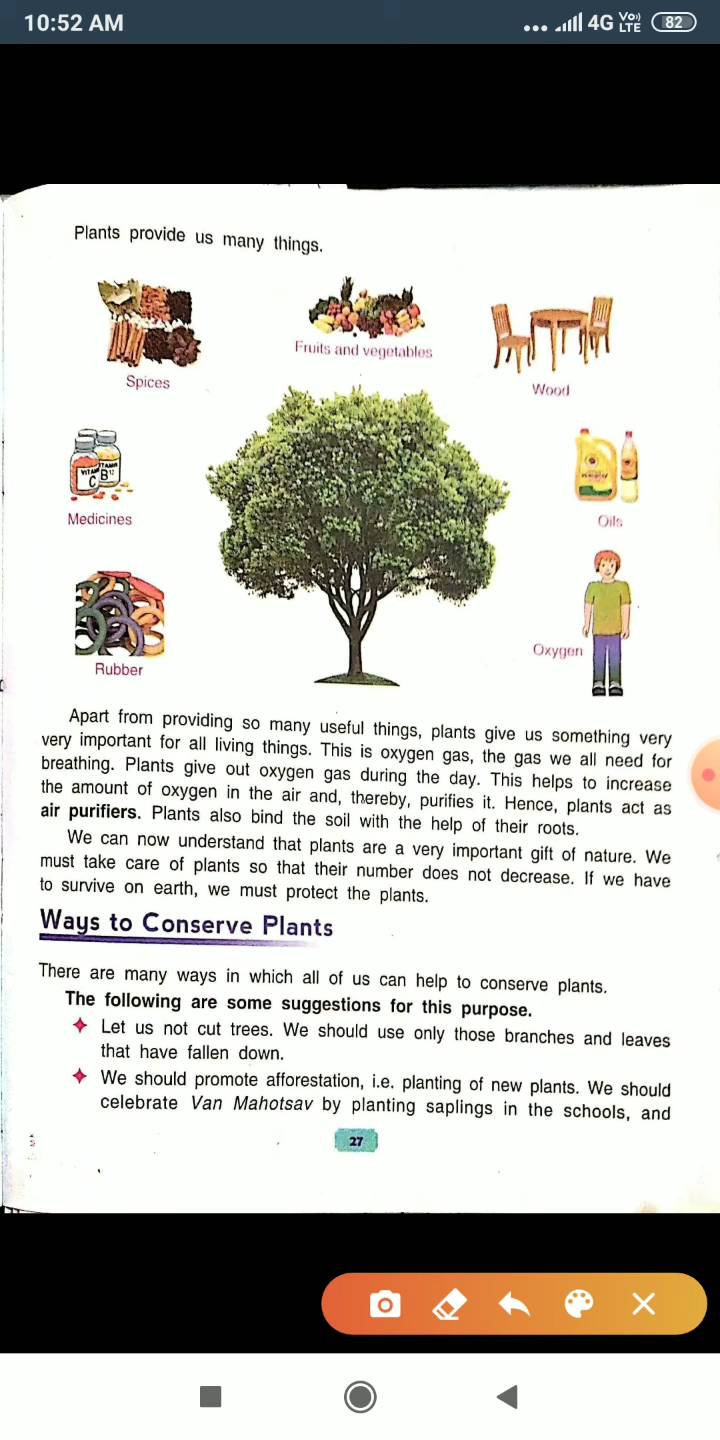 10:52 AM
4G Vo)) LTE 82
Plants provide us many things.
Spices
Fruits and vegetables
Wood
VITAMIN C
VITAMIN B12
Medicines
Oils
Rubber
Oxygen
Apart from providing so many useful things, plants give us something very
very important for all living things. This is oxygen gas, the gas we all need for
breathing. Plants give out oxygen gas during the day. This helps to increase
the amount of oxygen in the air and, thereby, purifies it. Hence, plants act as
air purifiers. Plants also bind the soil with the help of their roots.
We can now understand that plants are a very important gift of nature. We
must take care of plants so that their number does not decrease. If we have
to survive on earth, we must protect the plants.
Ways to Conserve Plants
There are many ways in which all of us can help to conserve plants.
The following are some suggestions for this purpose.
Let us not cut trees. We should use only those branches and leaves
that have fallen down.
We should promote afforestation, i.e. planting of new plants. We should
celebrate Van Mahotsav by planting saplings in the schools, and
27